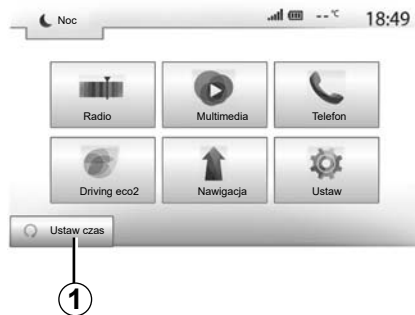 Noc
--°C
18:49
Radio
Multimedia
Telefon
Driving eco2
Nawigacja
Ustaw
Ustaw czas
1